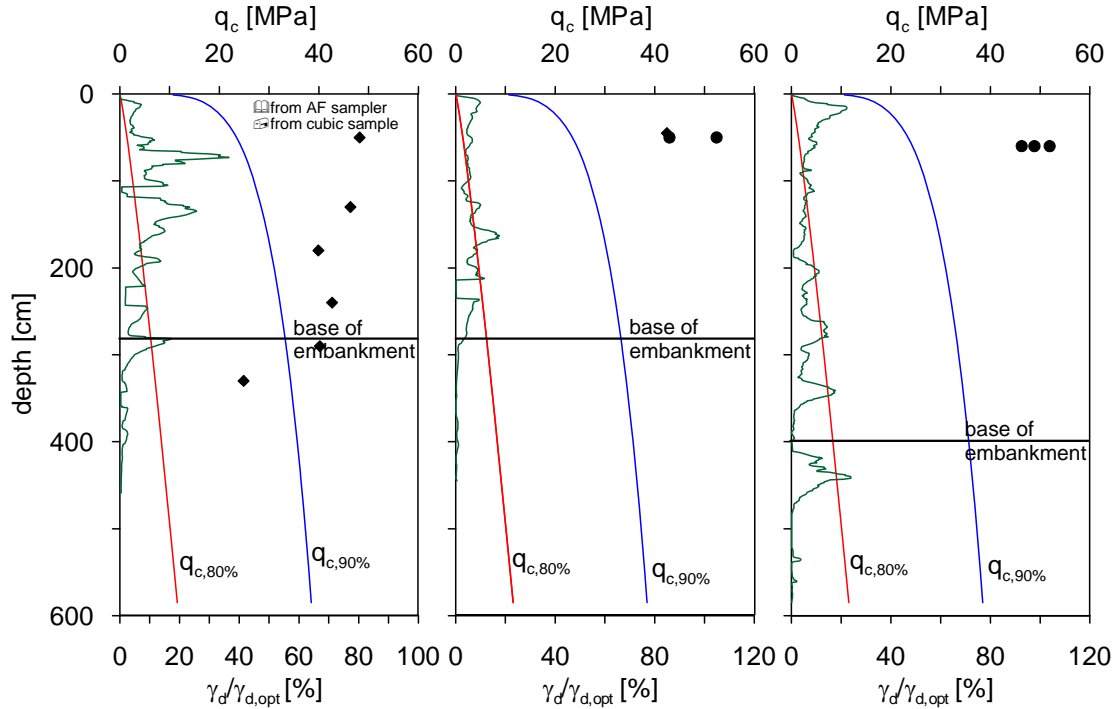 q_c [MPa]
q_c [MPa]
q_c [MPa]
0 20 40 60
0 20 40 60
0 20 40 60
0
200
400
600
depth [cm]
from AF sampler
from cubic sample
base of
embankment
base of
embankment
base of
embankment
q_c,80%
q_c,90%
q_c,80%
q_c,90%
q_c,80%
q_c,90%
0 20 40 60 80 100
0 40 80 120
0 40 80 120
γ_d/γ_d,opt [%]
γ_d/γ_d,opt [%]
γ_d/γ_d,opt [%]